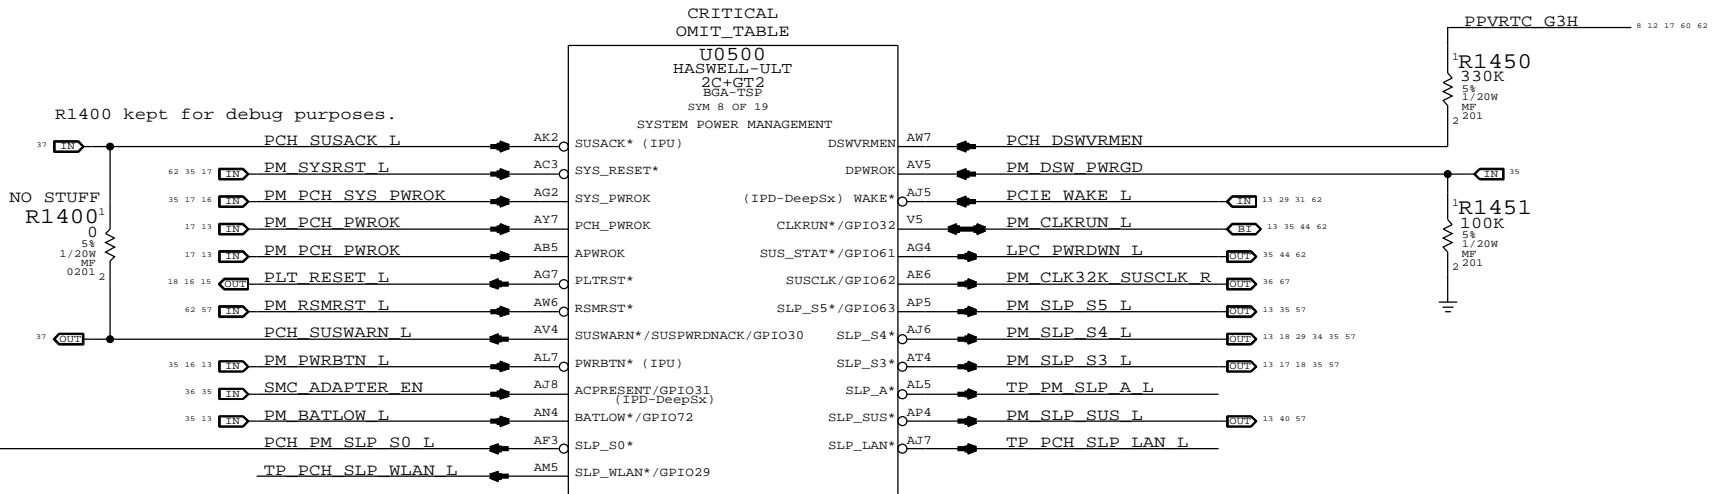 CRITICAL
OMIT_TABLE
U0500
HASWELL-ULT
2C+GT2
BGA-TSP
SYM 8 OF 19
SYSTEM POWER MANAGEMENT
PPVRTC_G3H 8 12 17 60 62
1
R1450
330K
5%
1/20W
MF
201
2
R1400 kept for debug purposes.
37 IN PCH_SUSACK_L AK2 SUSACK* (IPU) DSWVRMEN AW7 PCH_DSWVRMEN
62 35 17 IN PM_SYSRST_L AC3 SYS_RESET* DPWROK AV5 PM_DSW_PWRGD IN 35
35 17 16 IN PM_PCH_SYS_PWROK AG2 SYS_PWROK (IPD-DeepSx) WAKE* AJ5 PCIE_WAKE_L IN 13 29 31 62
17 13 IN PM_PCH_PWROK AY7 PCH_PWROK CLKRUN*/GPIO32 V5 PM_CLKRUN_L BI 13 35 44 62
17 13 IN PM_PCH_PWROK AB5 APWROK SUS_STAT*/GPIO61 AG4 LPC_PWRDWN_L OUT 35 44 62
18 16 15 OUT PLT_RESET_L AG7 PLTRST* SUSCLK/GPIO62 AE6 PM_CLK32K_SUSCLK_R OUT 36 67
62 57 IN PM_RSMRST_L AW6 RSMRST* SLP_S5*/GPIO63 AP5 PM_SLP_S5_L OUT 13 35 57
37 OUT PCH_SUSWARN_L AV4 SUSWARN*/SUSPWRDNACK/GPIO30 SLP_S4* AJ6 PM_SLP_S4_L OUT 13 18 29 34 35 57
35 16 13 IN PM_PWRBTN_L AL7 PWRBTN* (IPU) SLP_S3* AT4 PM_SLP_S3_L OUT 13 17 18 35 57
36 35 IN SMC_ADAPTER_EN AJ8 ACPRESENT/GPIO31 SLP_A* AL5 TP_PM_SLP_A_L
(IPD-DeepSx)
35 13 IN PM_BATLOW_L AN4 BATLOW*/GPIO72 SLP_SUS* AP4 PM_SLP_SUS_L OUT 13 40 57
PCH_PM_SLP_S0_L AF3 SLP_S0* SLP_LAN* AJ7 TP_PCH_SLP_LAN_L
TP_PCH_SLP_WLAN_L AM5 SLP_WLAN*/GPIO29
NO STUFF
R1400 1
0
5%
1/20W
MF
0201
2
1
R1451
100K
5%
1/20W
MF
201
2